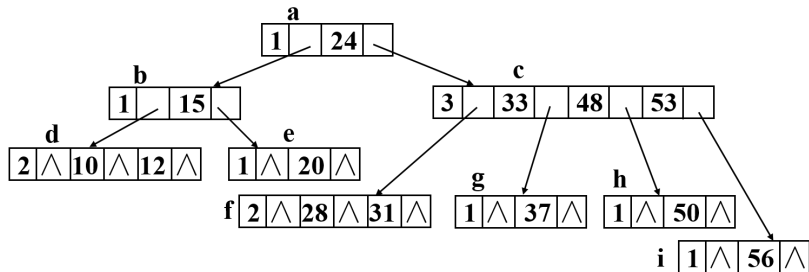 a
1 24
b
1 15
c
3 33 48 53
d
2 ∧ 10 ∧ 12 ∧
e
1 ∧ 20 ∧
f 2 ∧ 28 ∧ 31 ∧
g
1 ∧ 37 ∧
h
1 ∧ 50 ∧
i 1 ∧ 56 ∧